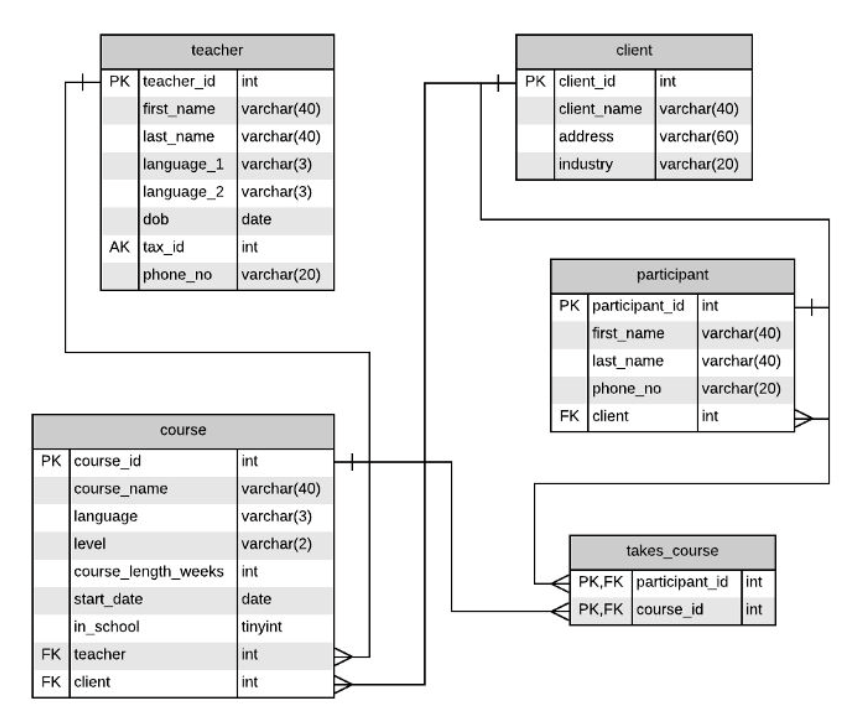 teacher
PK teacher_id int
first_name varchar(40)
last_name varchar(40)
language_1 varchar(3)
language_2 varchar(3)
dob date
AK tax_id int
phone_no varchar(20)
client
PK client_id int
client_name varchar(40)
address varchar(60)
industry varchar(20)
participant
PK participant_id int
first_name varchar(40)
last_name varchar(40)
phone_no varchar(20)
FK client int
course
PK course_id int
course_name varchar(40)
language varchar(3)
level varchar(2)
course_length_weeks int
start_date date
in_school tinyint
FK teacher int
FK client int
takes_course
PK,FK participant_id int
PK,FK course_id int